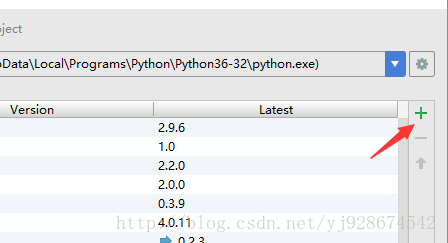 oject
oData\Local\Programs\Python\Python36-32\python.exe)
Version Latest
2.9.6
1.0
2.2.0
2.0.0
0.3.9
4.0.11
0.2.3
http://blog.csdn.net/yj928674542